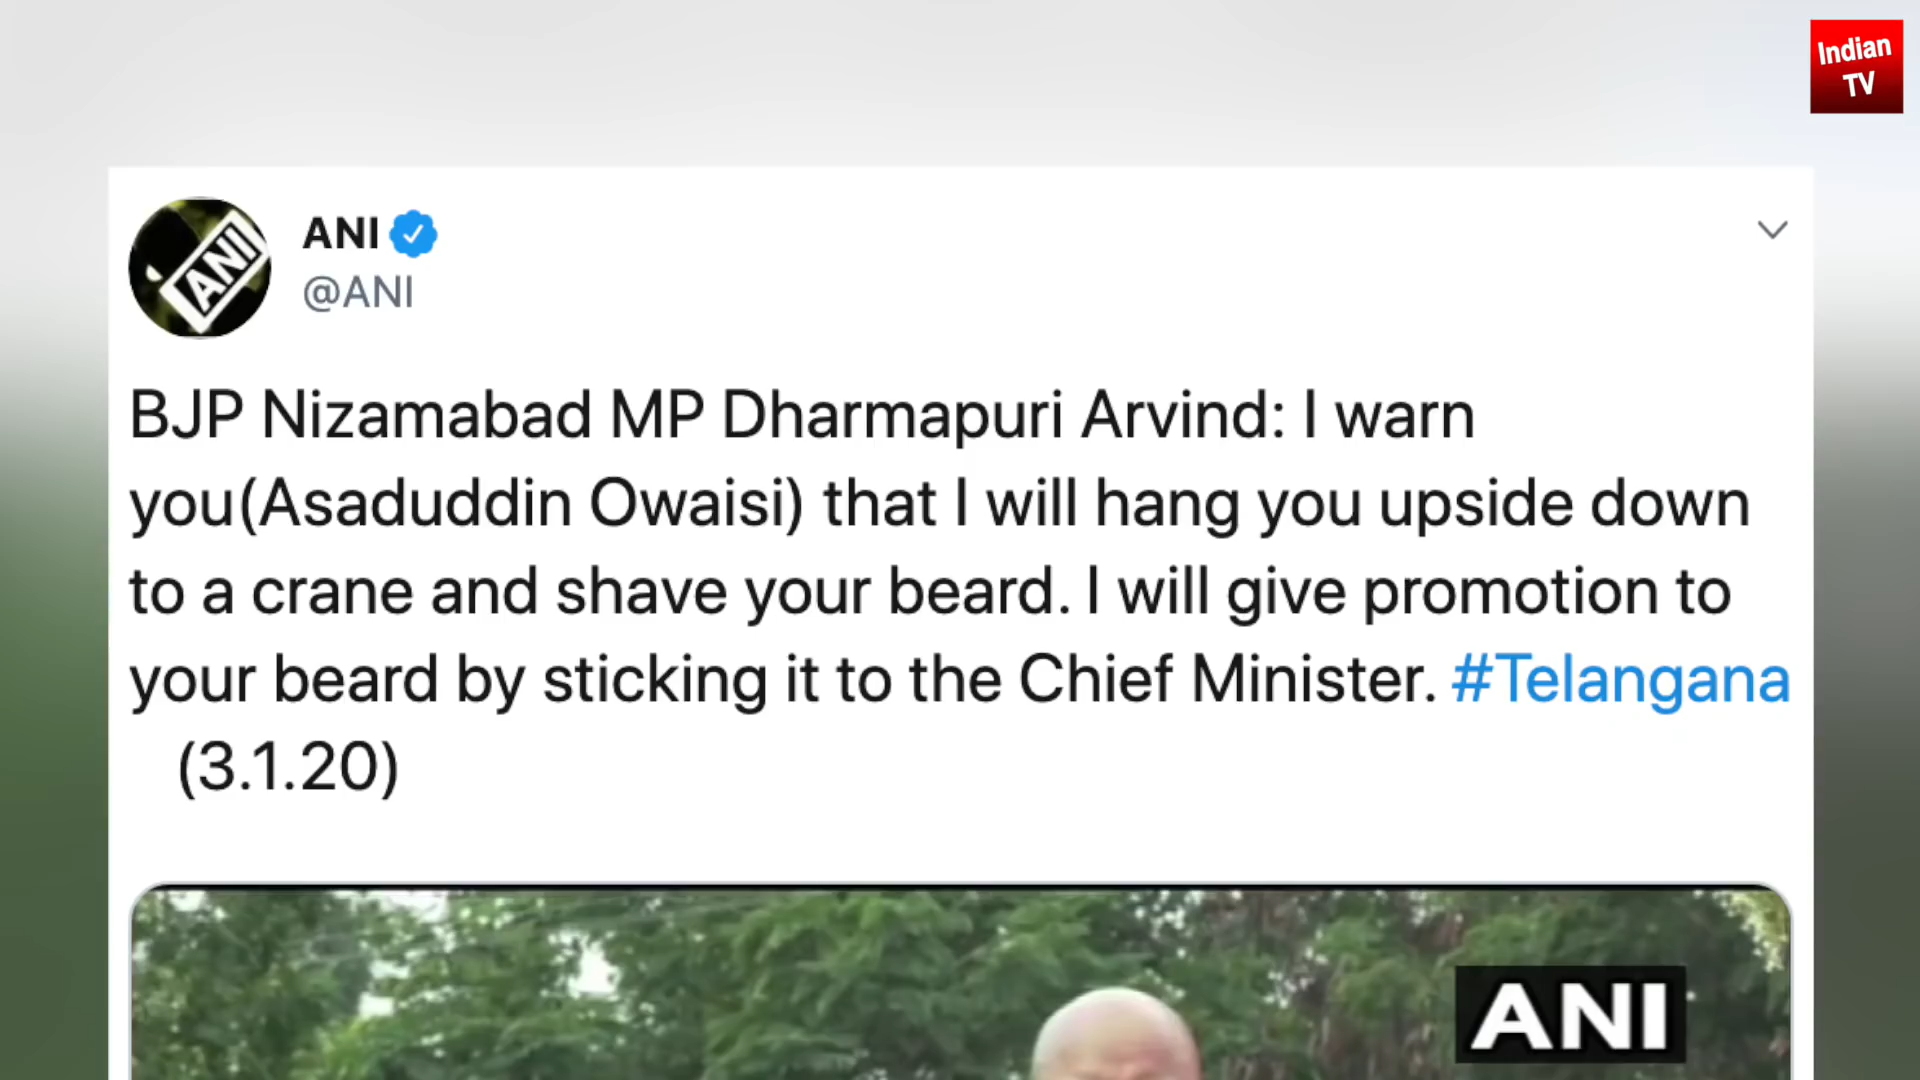 Indian
TV
ANI
ANI
@ANI
BJP Nizamabad MP Dharmapuri Arvind: I warn
you(Asaduddin Owaisi) that I will hang you upside down
to a crane and shave your beard. I will give promotion to
your beard by sticking it to the Chief Minister. #Telangana
(3.1.20)
ANI